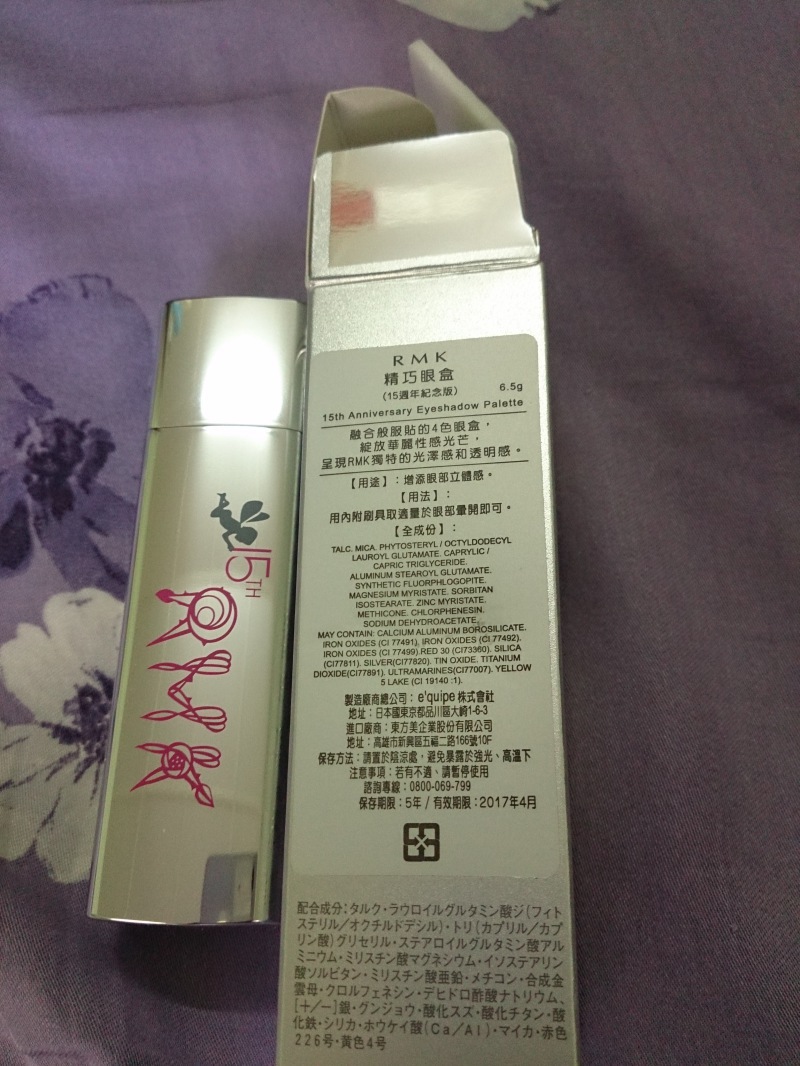 15TH
RMK
RMK
精巧眼盒
(15週年紀念版) 6.5g
15th Anniversary Eyeshadow Palette
融合般服貼的4色眼盒，
綻放華麗性感光芒，
呈現RMK獨特的光澤感和透明感。
【用途】：增添眼部立體感。
【用法】：
用內附刷具取適量於眼部暈開即可。
【全成份】：
TALC. MICA. PHYTOSTERYL / OCTYLDODECYL
LAUROYL GLUTAMATE. CAPRYLIC /
CAPRIC TRIGLYCERIDE.
ALUMINUM STEAROYL GLUTAMATE.
SYNTHETIC FLUORPHLOGOPITE.
MAGNESIUM MYRISTATE. SORBITAN
ISOSTEARATE. ZINC MYRISTATE.
METHICONE. CHLORPHENESIN.
SODIUM DEHYDROACETATE.
MAY CONTAIN: CALCIUM ALUMINUM BOROSILICATE.
IRON OXIDES (CI 77491), IRON OXIDES (CI 77492).
IRON OXIDES (CI 77499).RED 30 (CI73360). SILICA
(CI77811). SILVER(CI77820). TIN OXIDE. TITANIUM
DIOXIDE(CI77891). ULTRAMARINES(CI77007). YELLOW
5 LAKE (CI 19140 :1).
製造廠商總公司：e'quipe 株式會社
地址：日本國東京都品川區大崎1-6-3
進口廠商：東方美企業股份有限公司
地址：高雄市新興區五福二路166號10F
保存方法：請置於陰涼處，避免暴露於強光、高溫下
注意事項：若有不適、請暫停使用
諮詢專線：0800-069-799
保存期限：5年 / 有效期限：2017年4月
配合成分：タルク・ラウロイルグルタミン酸ジ(フィト
ステリル/オクチルドデシル)・トリ(カプリル/カプ
リン酸)グリセリル・ステアロイルグルタミン酸アル
ミニウム・ミリスチン酸マグネシウム・イソステアリン
酸ソルビタン・ミリスチン酸亜鉛・メチコン・合成金
雲母・クロルフェネシン・デヒドロ酢酸ナトリウム、
[＋/－]銀・グンジョウ・酸化スズ・酸化チタン・酸
化鉄・シリカ・ホウケイ酸(Ca/Al)・マイカ・赤色
226号・黄色4号